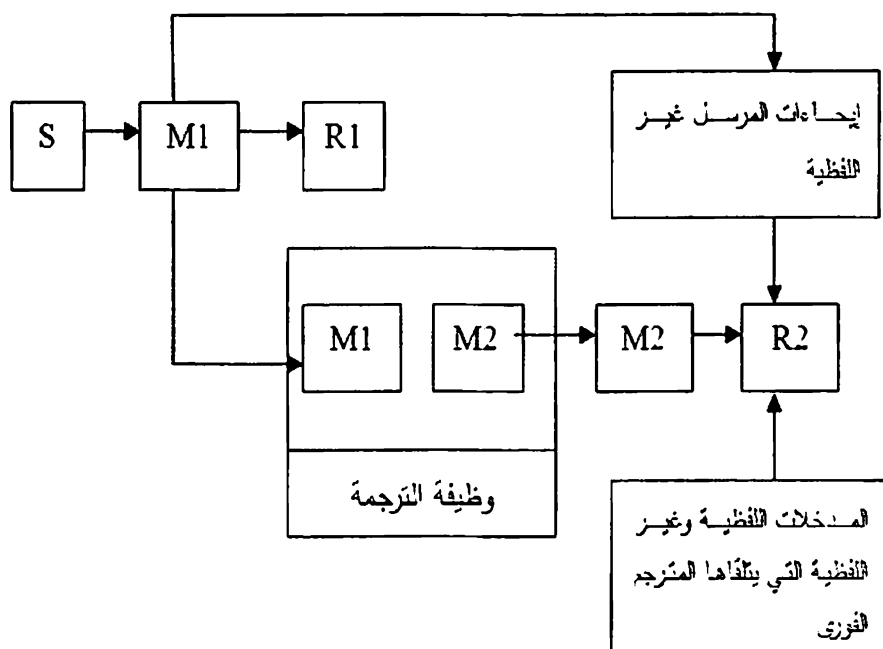 إيحاءات المرسل غير
اللفظية
S
M1
R1
M1
M2
M2
R2
وظيفة الترجمة
المدخلات اللفظية وغير
اللفظية التي يتلقاها المترجم
الفورى